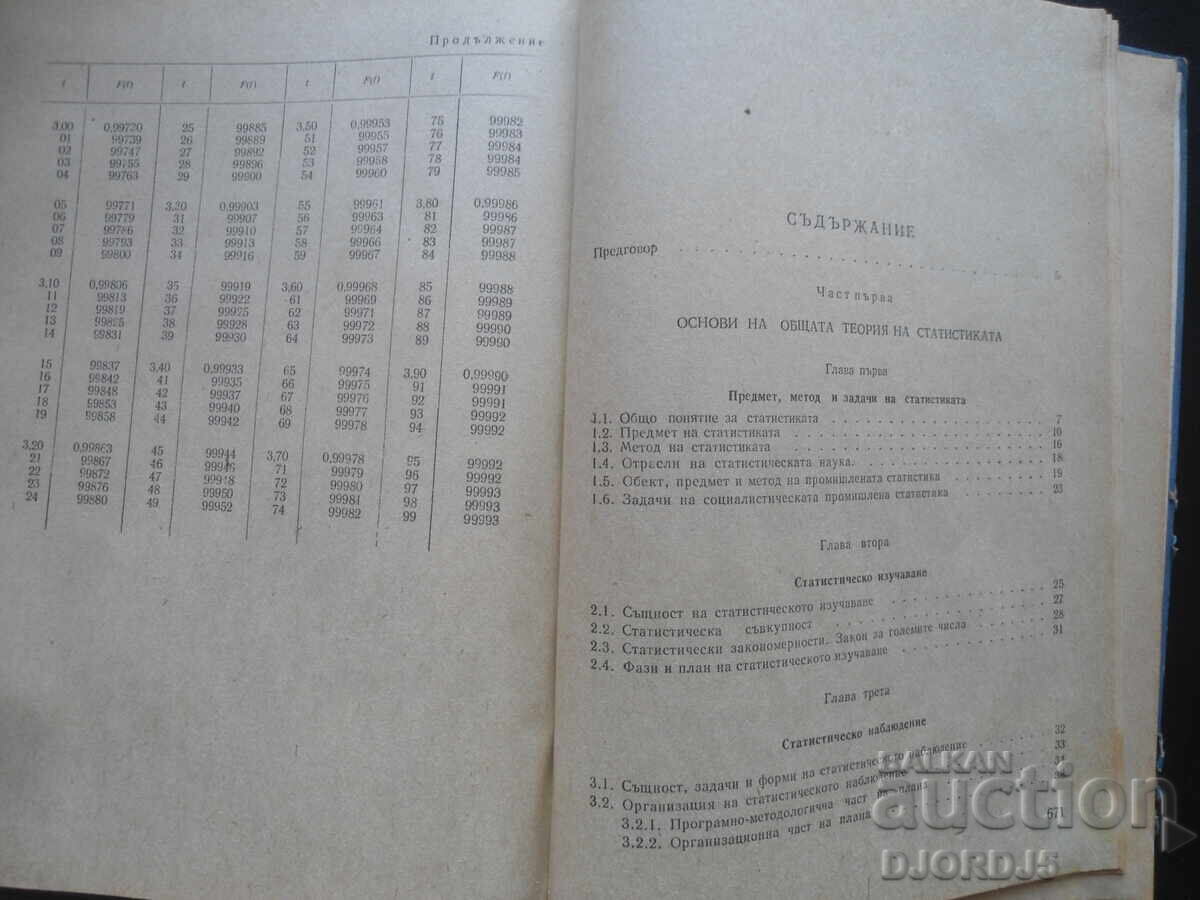 Продължение
t F(t) t F(t) t F(t) t F(t)
3,00 0,99720 25 99885 3,50 0,99953 75 99982
01 99739 26 99889 51 99955 76 99983
02 99747 27 99892 52 99957 77 99984
03 99755 28 99896 53 99958 78 99984
04 99763 29 99900 54 99960 79 99985
05 99771 3,20 0,99903 55 99961 3,80 0,99986
06 99779 31 99907 56 99963 81 99986
07 99786 32 99910 57 99964 82 99987
08 99793 33 99913 58 99966 83 99987
09 99800 34 99916 59 99967 84 99988
3,10 0,99806 35 99919 3,60 0,99968 85 99988
11 99813 36 99922 61 99969 86 99989
12 99819 37 99925 62 99971 87 99989
13 99825 38 99928 63 99972 88 99990
14 99831 39 99930 64 99973 89 99990
15 99837 3,40 0,99933 65 99974 3,90 0,99990
16 99842 41 99935 66 99975 91 99991
17 99848 42 99937 67 99976 92 99991
18 99853 43 99940 68 99977 93 99992
19 99858 44 99942 69 99978 94 99992
3,20 0,99863 45 99944 3,70 0,99978 95 99992
21 99867 46 99946 71 99979 96 99992
22 99872 47 99948 72 99980 97 99993
23 99876 48 99950 73 99981 98 99993
24 99880 49 99952 74 99982 99 99993
СЪДЪРЖАНИЕ
Предговор 5
Част първа
ОСНОВИ НА ОБЩАТА ТЕОРИЯ НА СТАТИСТИКАТА
Глава първа
Предмет, метод и задачи на статистиката
1.1. Общо понятие за статистиката 7
1.2. Предмет на статистиката 10
1.3. Метод на статистиката 16
1.4. Отрасли на статистическата наука. 18
1.5. Обект, предмет и метод на промишлената статистика 19
1.6. Задачи на социалистическата промишлена статистика 23
Глава втора
Статистическо изучаване
2.1. Същност на статистическото изучаване 25
2.2. Статистическа съвкупност 27
2.3. Статистически закономерности. Закон за големите числа 28
2.4. Фази и план на статистическото изучаване 31
Глава трета
Статистическо наблюдение
3.1. Същност, задачи и форми на статистическото наблюдение 32
3.2. Организация на статистическото наблюдение 33
3.2.1. Програмно-методологична част на плана
3.2.2. Организационна част на плана
671
BALKAN
auction
DJORDJ5